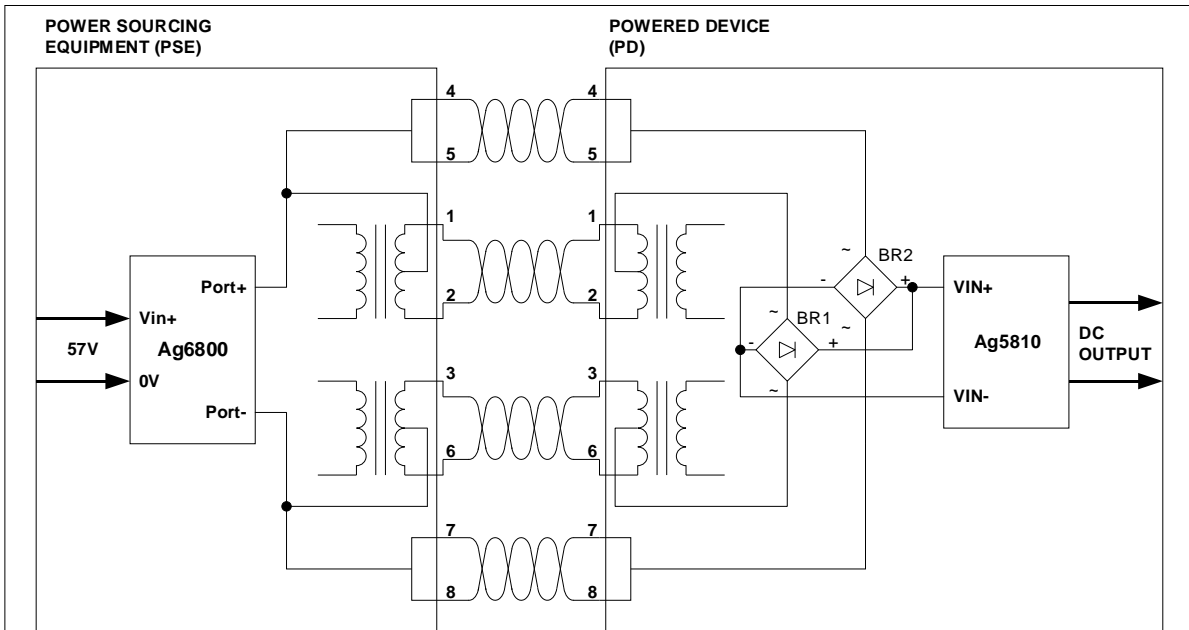 POWER SOURCING
EQUIPMENT (PSE)
POWERED DEVICE
(PD)
4
4
5
5
1
1
2
2
3
3
6
6
7
7
8
8
Port+
Vin+
57V
Ag6800
0V
Port-
~
BR2
-
+
~
~
BR1
-
+
~
VIN+
Ag5810
VIN-
DC
OUTPUT